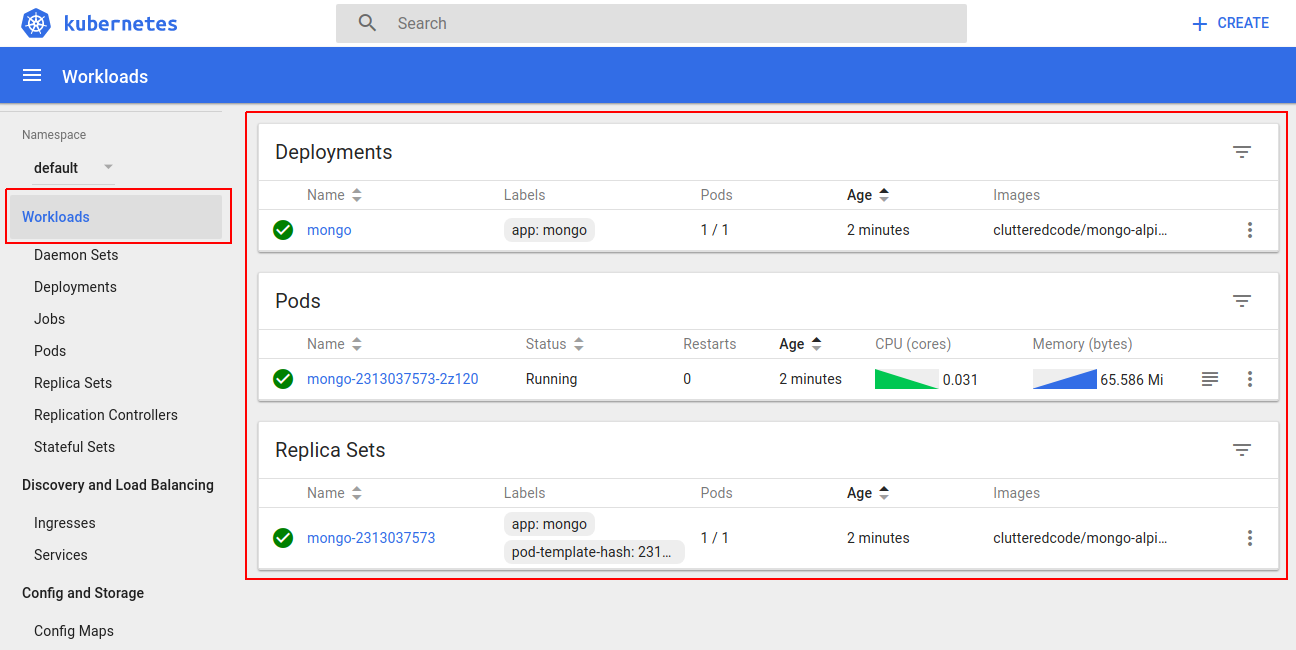 kubernetes
Search
CREATE
Workloads
Namespace
default
Workloads
Daemon Sets
Deployments
Jobs
Pods
Replica Sets
Replication Controllers
Stateful Sets
Discovery and Load Balancing
Ingresses
Services
Config and Storage
Config Maps
Deployments
Name Labels Pods Age Images
mongo app: mongo 1 / 1 2 minutes clutteredcode/mongo-alpi...
Pods
Name Status Restarts Age CPU (cores) Memory (bytes)
mongo-2313037573-2z120 Running 0 2 minutes 0.031 65.586 Mi
Replica Sets
Name Labels Pods Age Images
mongo-2313037573 app: mongo 1 / 1 2 minutes clutteredcode/mongo-alpi...
pod-template-hash: 231...